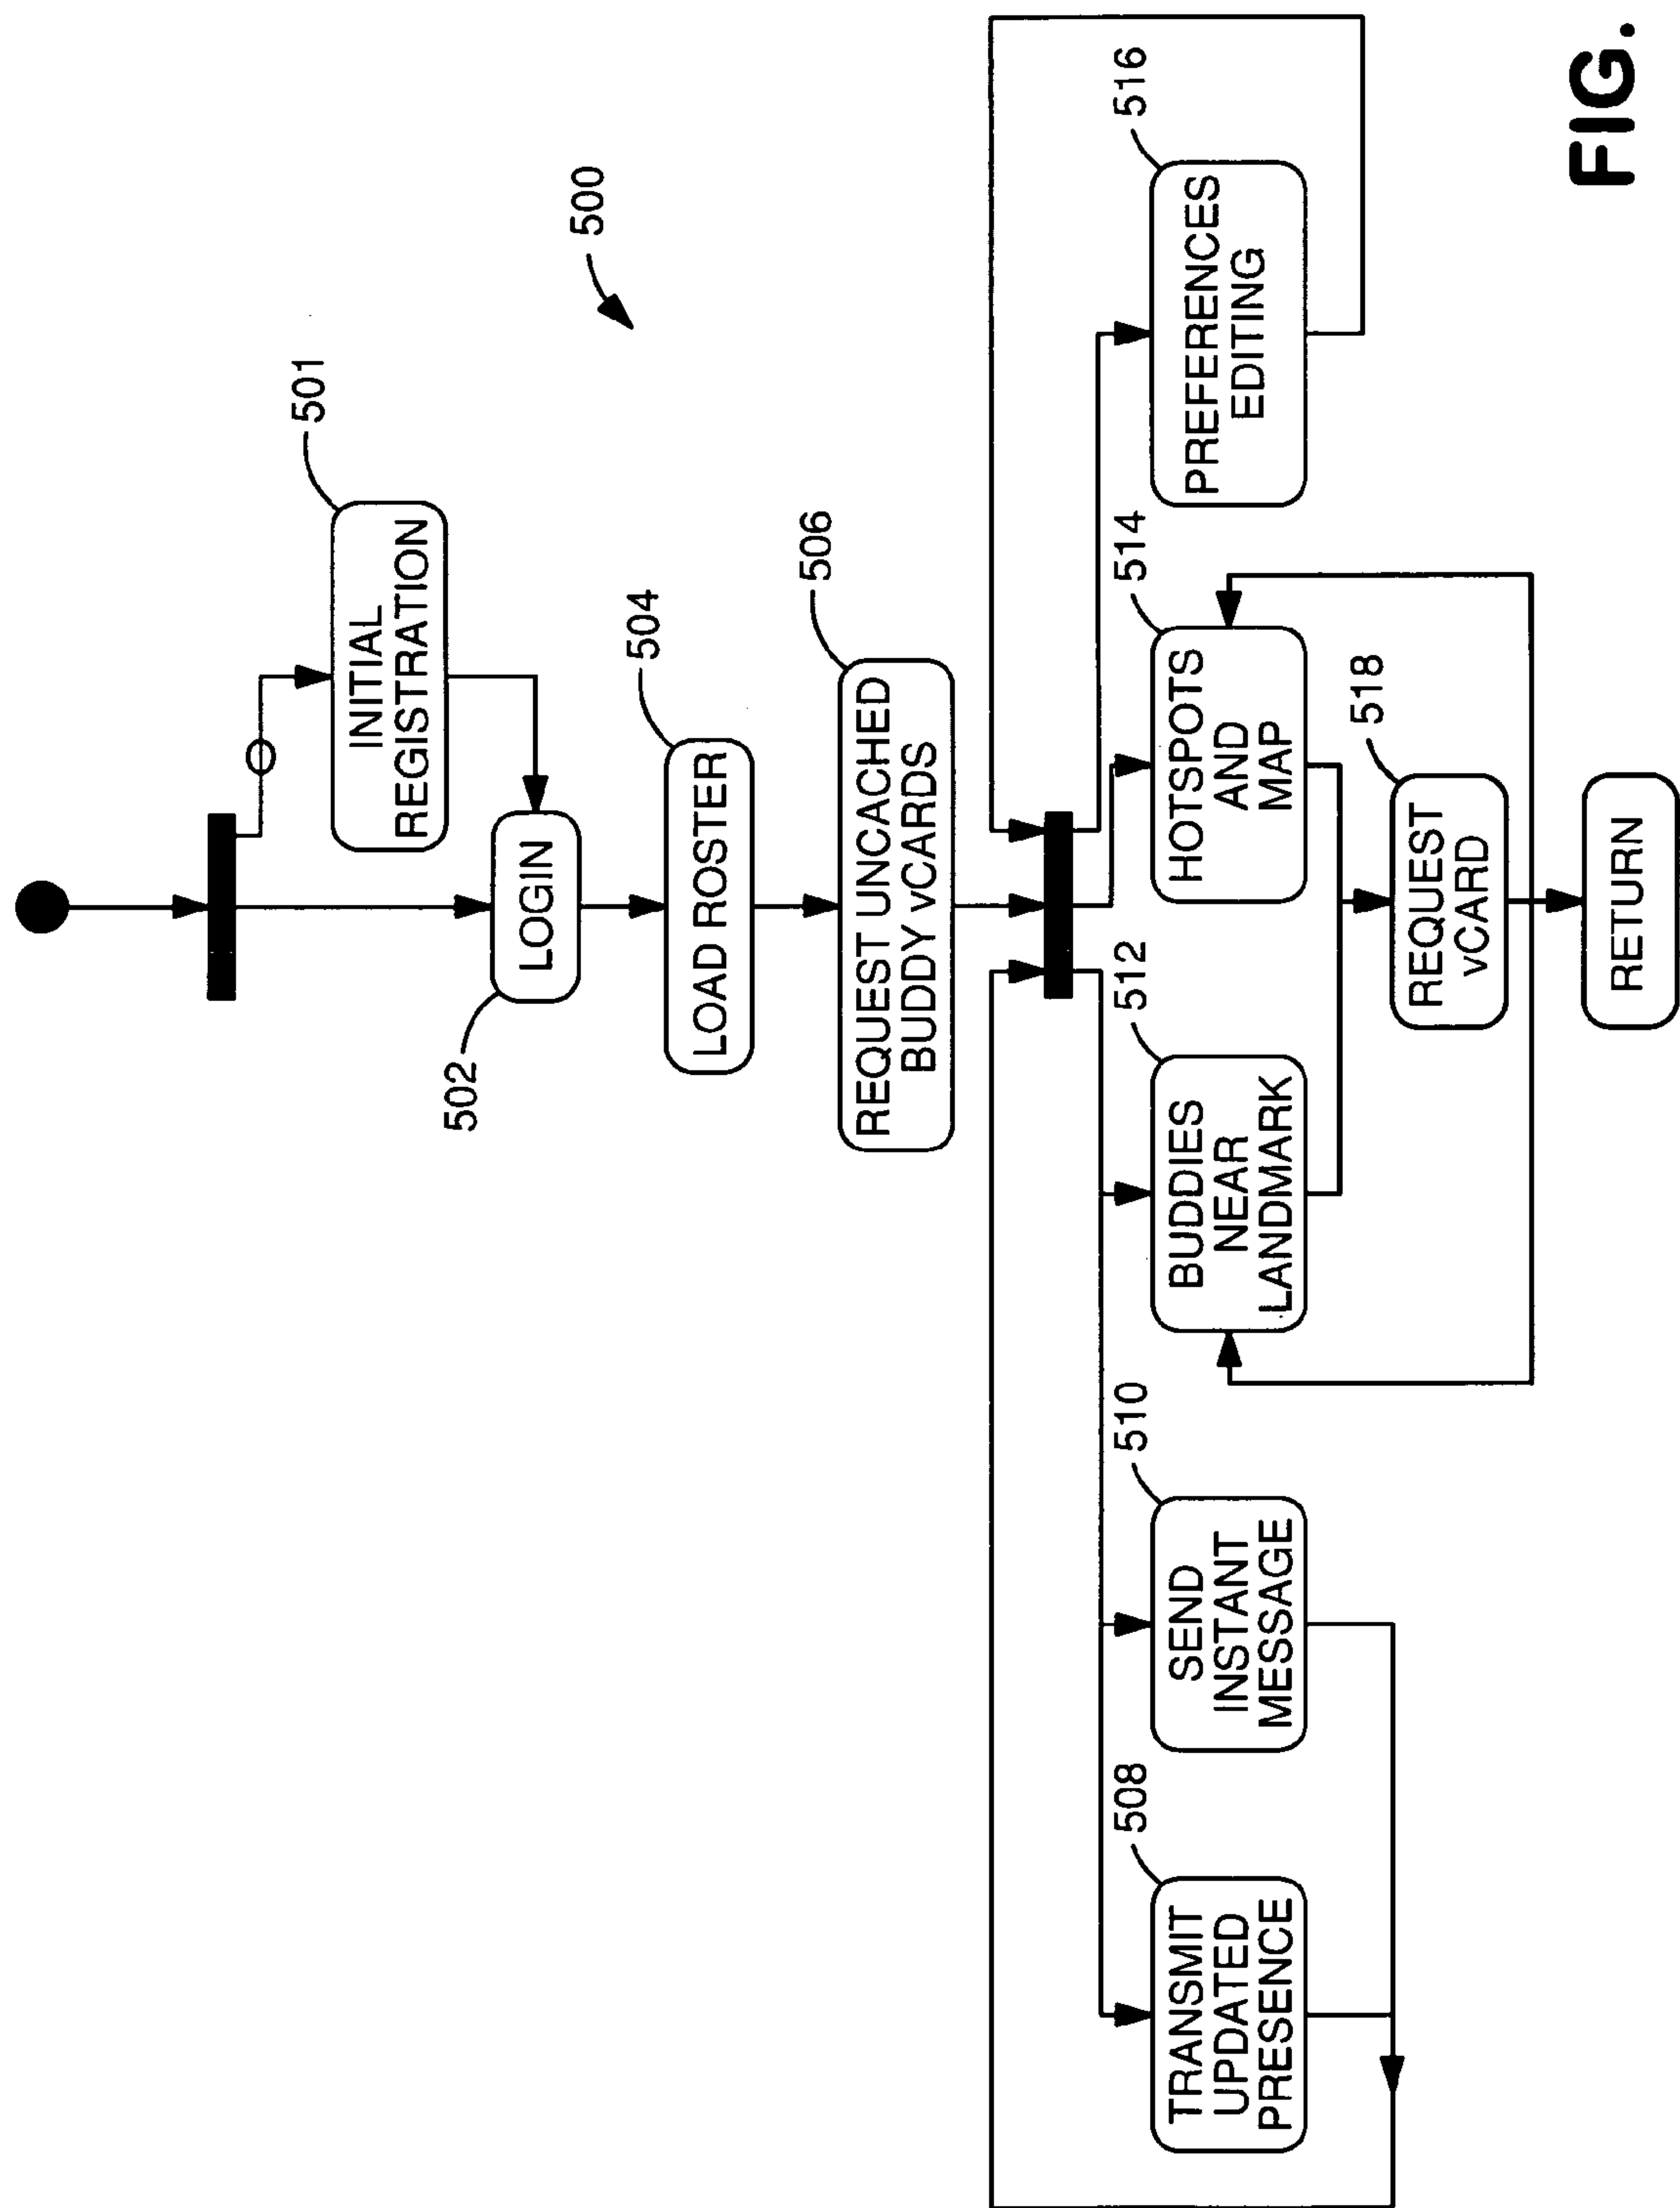 500
501
INITIAL
REGISTRATION
502
LOGIN
504
LOAD ROSTER
506
REQUEST UNCACHED
BUDDY vCARDS
508
TRANSMIT
UPDATED
PRESENCE
510
SEND
INSTANT
MESSAGE
512
BUDDIES
NEAR
LANDMARK
514
HOTSPOTS
AND
MAP
516
PREFERENCES
EDITING
518
REQUEST
vCARD
RETURN
FIG.